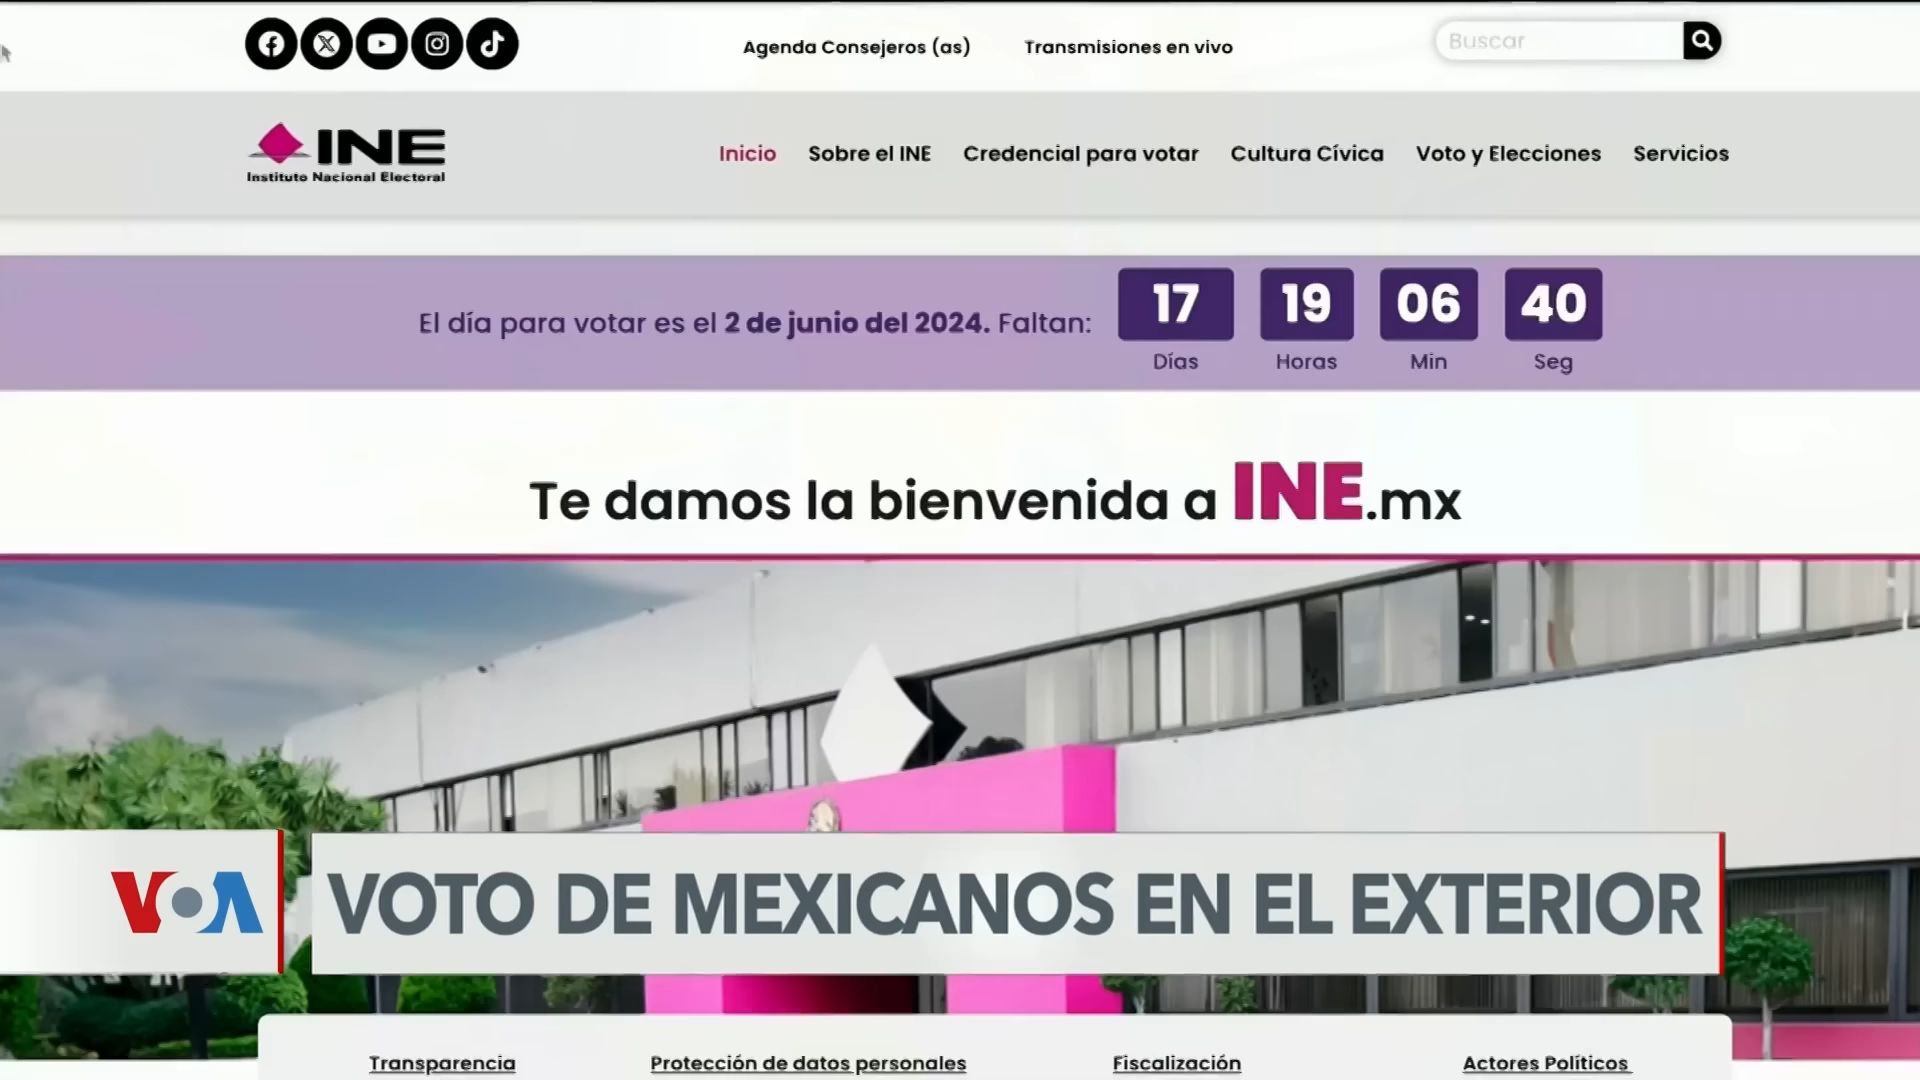 Agenda Consejeros (as)
Transmisiones en vivo
Buscar
INE
Instituto Nacional Electoral
Inicio
Sobre el INE
Credencial para votar
Cultura Cívica
Voto y Elecciones
Servicios
El día para votar es el 2 de junio del 2024. Faltan:
17
19
06
40
Días
Horas
Min
Seg
Te damos la bienvenida a INE.mx
VOA
VOTO DE MEXICANOS EN EL EXTERIOR
Transparencia
Protección de datos personales
Fiscalización
Actores Políticos